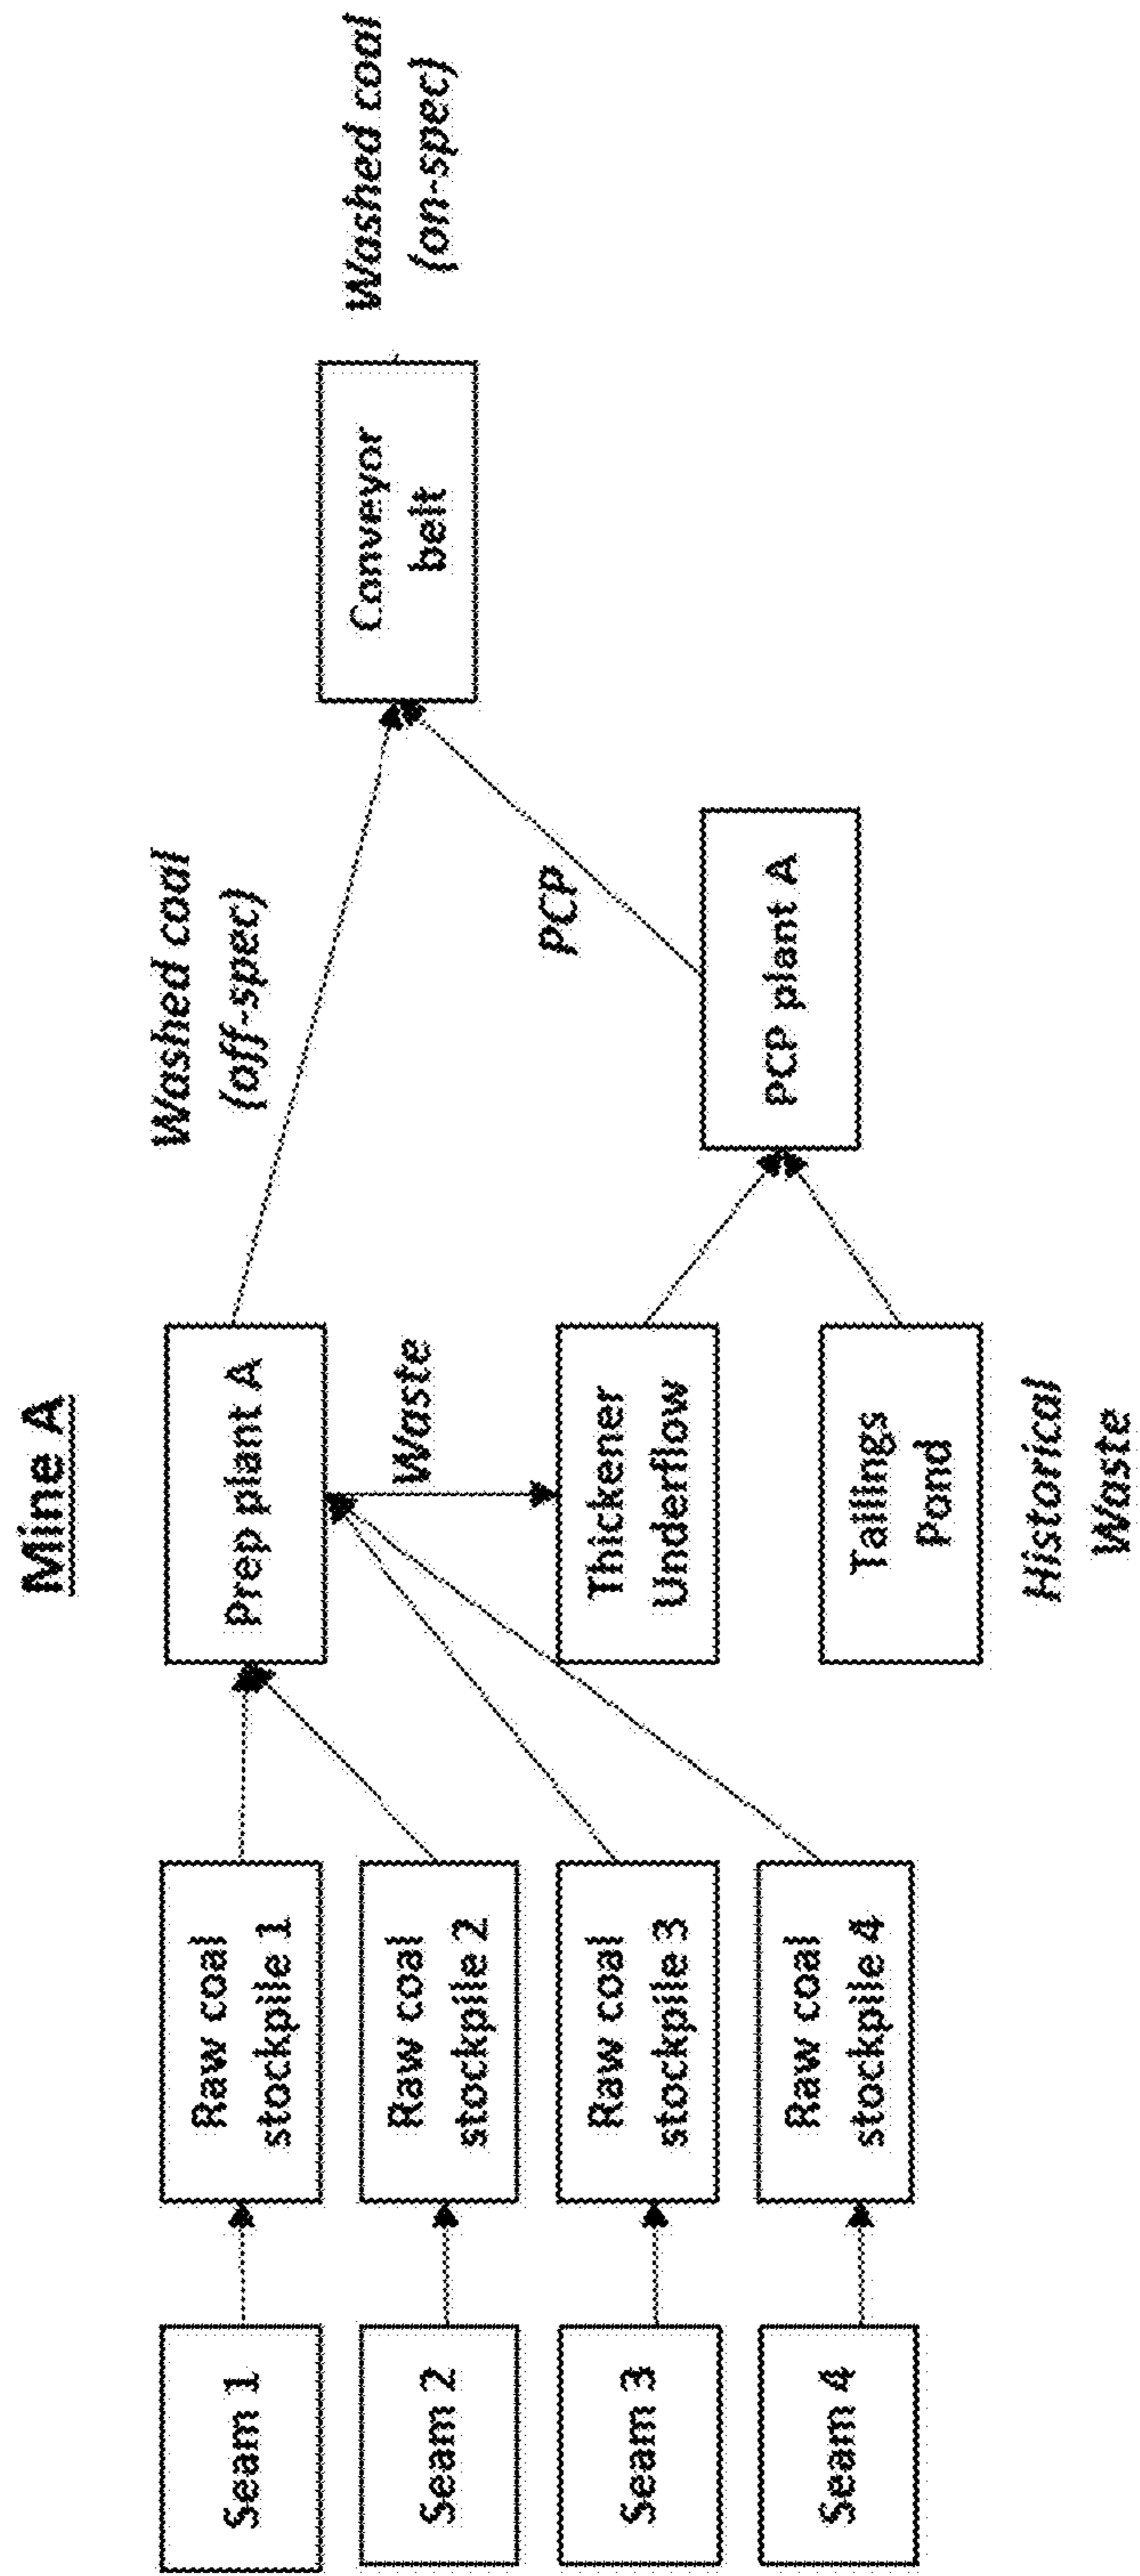 Mine A
Seam 1
Seam 2
Seam 3
Seam 4
Raw coal
stockpile 1
Raw coal
stockpile 2
Raw coal
stockpile 3
Raw coal
stockpile 4
Prep plant A
Waste
Thickener
Underflow
Tailings
Pond
Historical
Waste
Washed coal
(off-spec)
PCP
PCP plant A
Conveyor
belt
Washed coal
(on-spec)